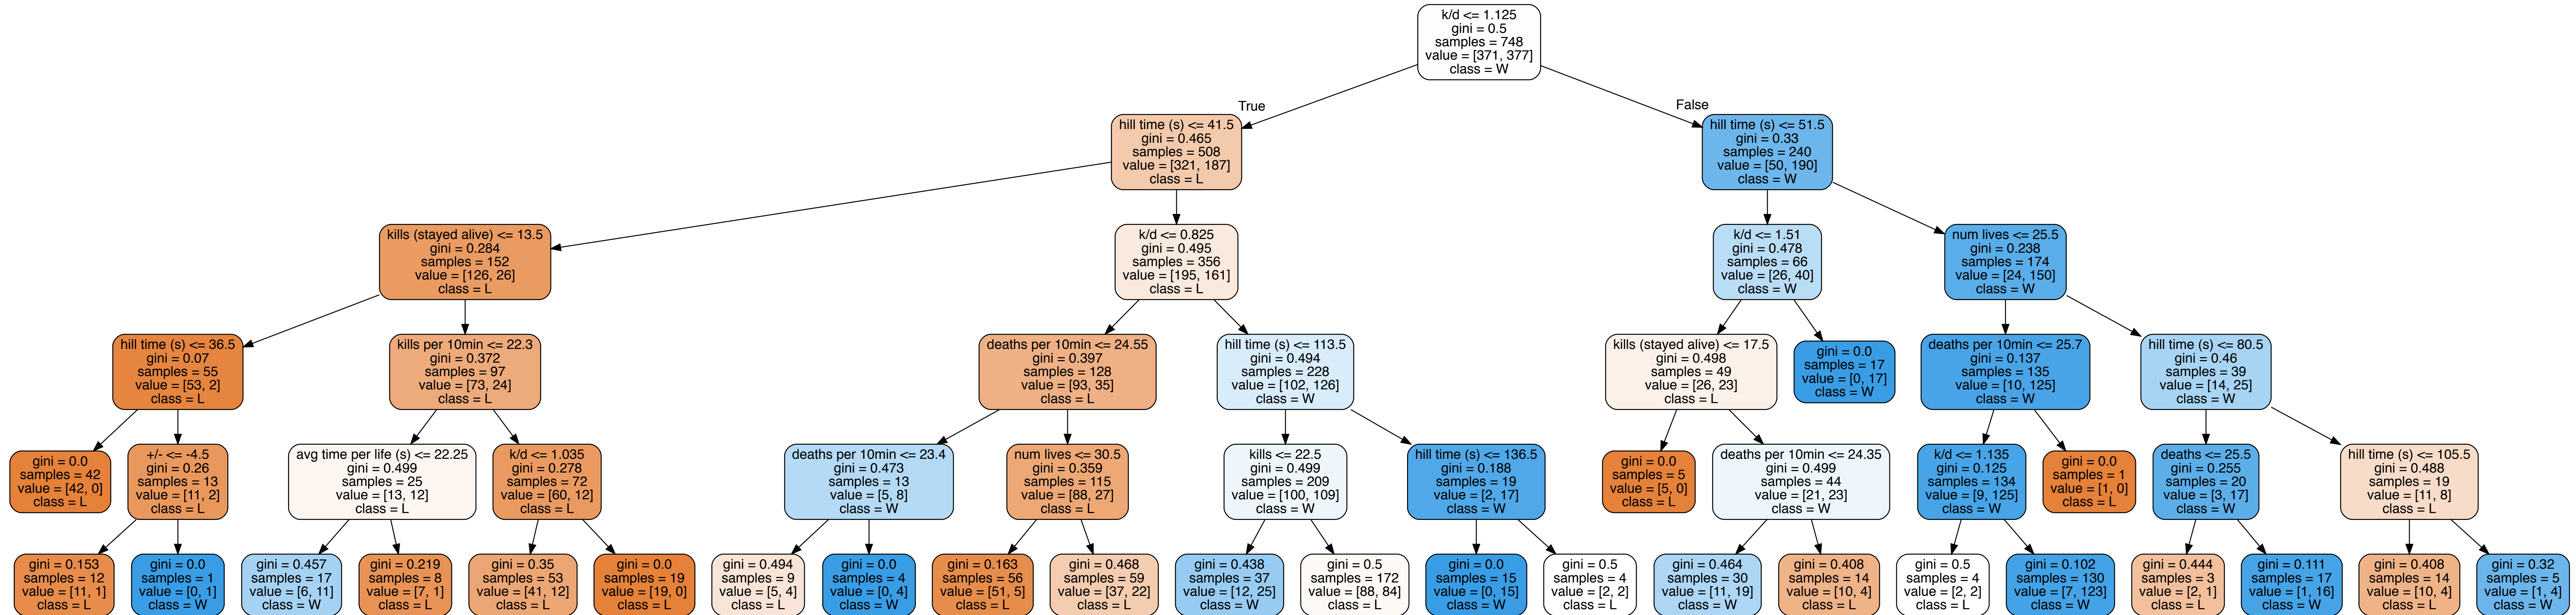 k/d <= 1.125
gini = 0.5
samples = 748
value = [371, 377]
class = W
True
False
hill time (s) <= 41.5
gini = 0.465
samples = 508
value = [321, 187]
class = L
hill time (s) <= 51.5
gini = 0.33
samples = 240
value = [50, 190]
class = W
kills (stayed alive) <= 13.5
gini = 0.284
samples = 152
value = [126, 26]
class = L
k/d <= 0.825
gini = 0.495
samples = 356
value = [195, 161]
class = L
k/d <= 1.51
gini = 0.478
samples = 66
value = [26, 40]
class = W
num lives <= 25.5
gini = 0.238
samples = 174
value = [24, 150]
class = W
hill time (s) <= 36.5
gini = 0.07
samples = 55
value = [53, 2]
class = L
kills per 10min <= 22.3
gini = 0.372
samples = 97
value = [73, 24]
class = L
deaths per 10min <= 24.55
gini = 0.397
samples = 128
value = [93, 35]
class = L
hill time (s) <= 113.5
gini = 0.494
samples = 228
value = [102, 126]
class = W
kills (stayed alive) <= 17.5
gini = 0.498
samples = 49
value = [26, 23]
class = L
gini = 0.0
samples = 17
value = [0, 17]
class = W
deaths per 10min <= 25.7
gini = 0.137
samples = 135
value = [10, 125]
class = W
hill time (s) <= 80.5
gini = 0.46
samples = 39
value = [14, 25]
class = W
gini = 0.0
samples = 42
value = [42, 0]
class = L
+/- <= -4.5
gini = 0.26
samples = 13
value = [11, 2]
class = L
avg time per life (s) <= 22.25
gini = 0.499
samples = 25
value = [13, 12]
class = L
k/d <= 1.035
gini = 0.278
samples = 72
value = [60, 12]
class = L
deaths per 10min <= 23.4
gini = 0.473
samples = 13
value = [5, 8]
class = W
num lives <= 30.5
gini = 0.359
samples = 115
value = [88, 27]
class = L
kills <= 22.5
gini = 0.499
samples = 209
value = [100, 109]
class = W
hill time (s) <= 136.5
gini = 0.188
samples = 19
value = [2, 17]
class = W
gini = 0.0
samples = 5
value = [5, 0]
class = L
deaths per 10min <= 24.35
gini = 0.499
samples = 44
value = [21, 23]
class = W
k/d <= 1.135
gini = 0.125
samples = 134
value = [9, 125]
class = W
gini = 0.0
samples = 1
value = [1, 0]
class = L
deaths <= 25.5
gini = 0.255
samples = 20
value = [3, 17]
class = W
hill time (s) <= 105.5
gini = 0.488
samples = 19
value = [11, 8]
class = L
gini = 0.153
samples = 12
value = [11, 1]
class = L
gini = 0.0
samples = 1
value = [0, 1]
class = W
gini = 0.457
samples = 17
value = [6, 11]
class = W
gini = 0.219
samples = 8
value = [7, 1]
class = L
gini = 0.35
samples = 53
value = [41, 12]
class = L
gini = 0.0
samples = 19
value = [19, 0]
class = L
gini = 0.494
samples = 9
value = [5, 4]
class = L
gini = 0.0
samples = 4
value = [0, 4]
class = W
gini = 0.163
samples = 56
value = [51, 5]
class = L
gini = 0.468
samples = 59
value = [37, 22]
class = L
gini = 0.438
samples = 37
value = [12, 25]
class = W
gini = 0.5
samples = 172
value = [88, 84]
class = L
gini = 0.0
samples = 15
value = [0, 15]
class = W
gini = 0.5
samples = 4
value = [2, 2]
class = L
gini = 0.464
samples = 30
value = [11, 19]
class = W
gini = 0.408
samples = 14
value = [10, 4]
class = L
gini = 0.5
samples = 4
value = [2, 2]
class = L
gini = 0.102
samples = 130
value = [7, 123]
class = W
gini = 0.444
samples = 3
value = [2, 1]
class = L
gini = 0.111
samples = 17
value = [1, 16]
class = W
gini = 0.408
samples = 14
value = [10, 4]
class = L
gini = 0.32
samples = 5
value = [1, 4]
class = W